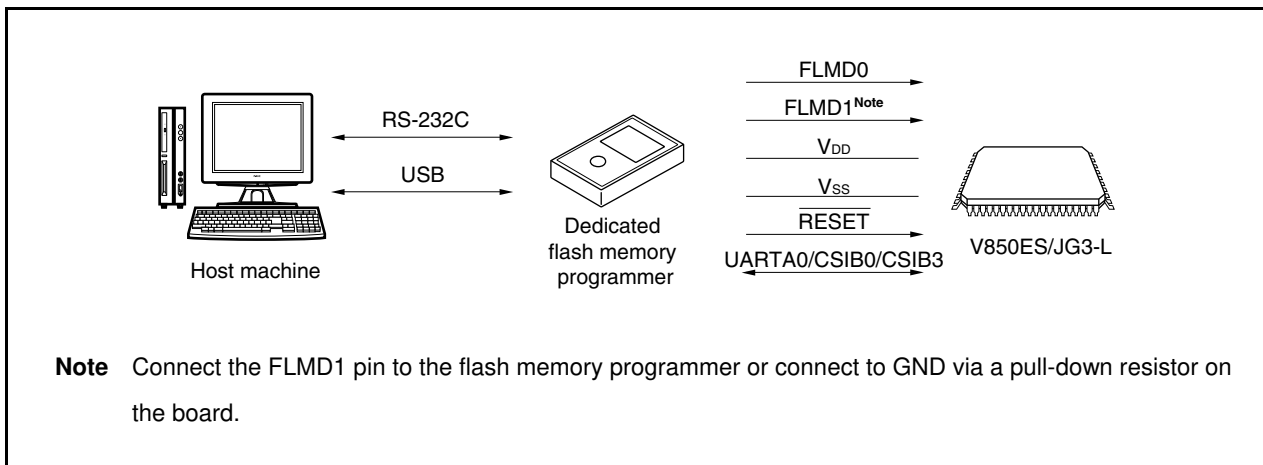 FLMD0
FLMD1Note
RS-232C
VDD
USB
VSS
RESET
Dedicated
flash memory
programmer
UARTA0/CSIB0/CSIB3
V850ES/JG3-L
Host machine
Note Connect the FLMD1 pin to the flash memory programmer or connect to GND via a pull-down resistor on
the board.